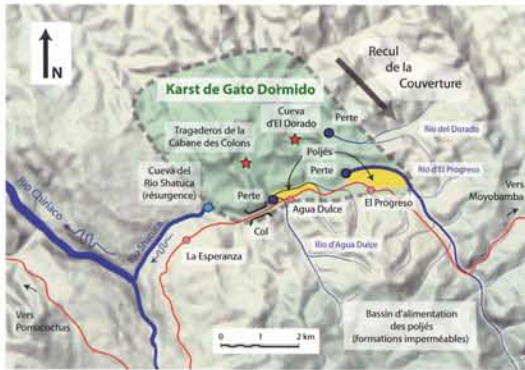 N
Recul
de la
Couverture
Karst de Gato Dormido
Cueva
d'El Dorado
Perte
Rio del Dorado
Tragaderos de la
Cabane des Colons
Poljés
Perte
Rio d'El Progreso
Vers
Moyobamba
Cueva del
Rio Shatuca
(résurgence)
Perte
Rio Chiriaco
Rio Shatuca
Agua Dulce
El Progreso
Col
Rio d'Agua Dulce
La Esperanza
Vers
Pomacochas
0 1 2 km
Bassin d'alimentation
des poljés
(formations imperméables)